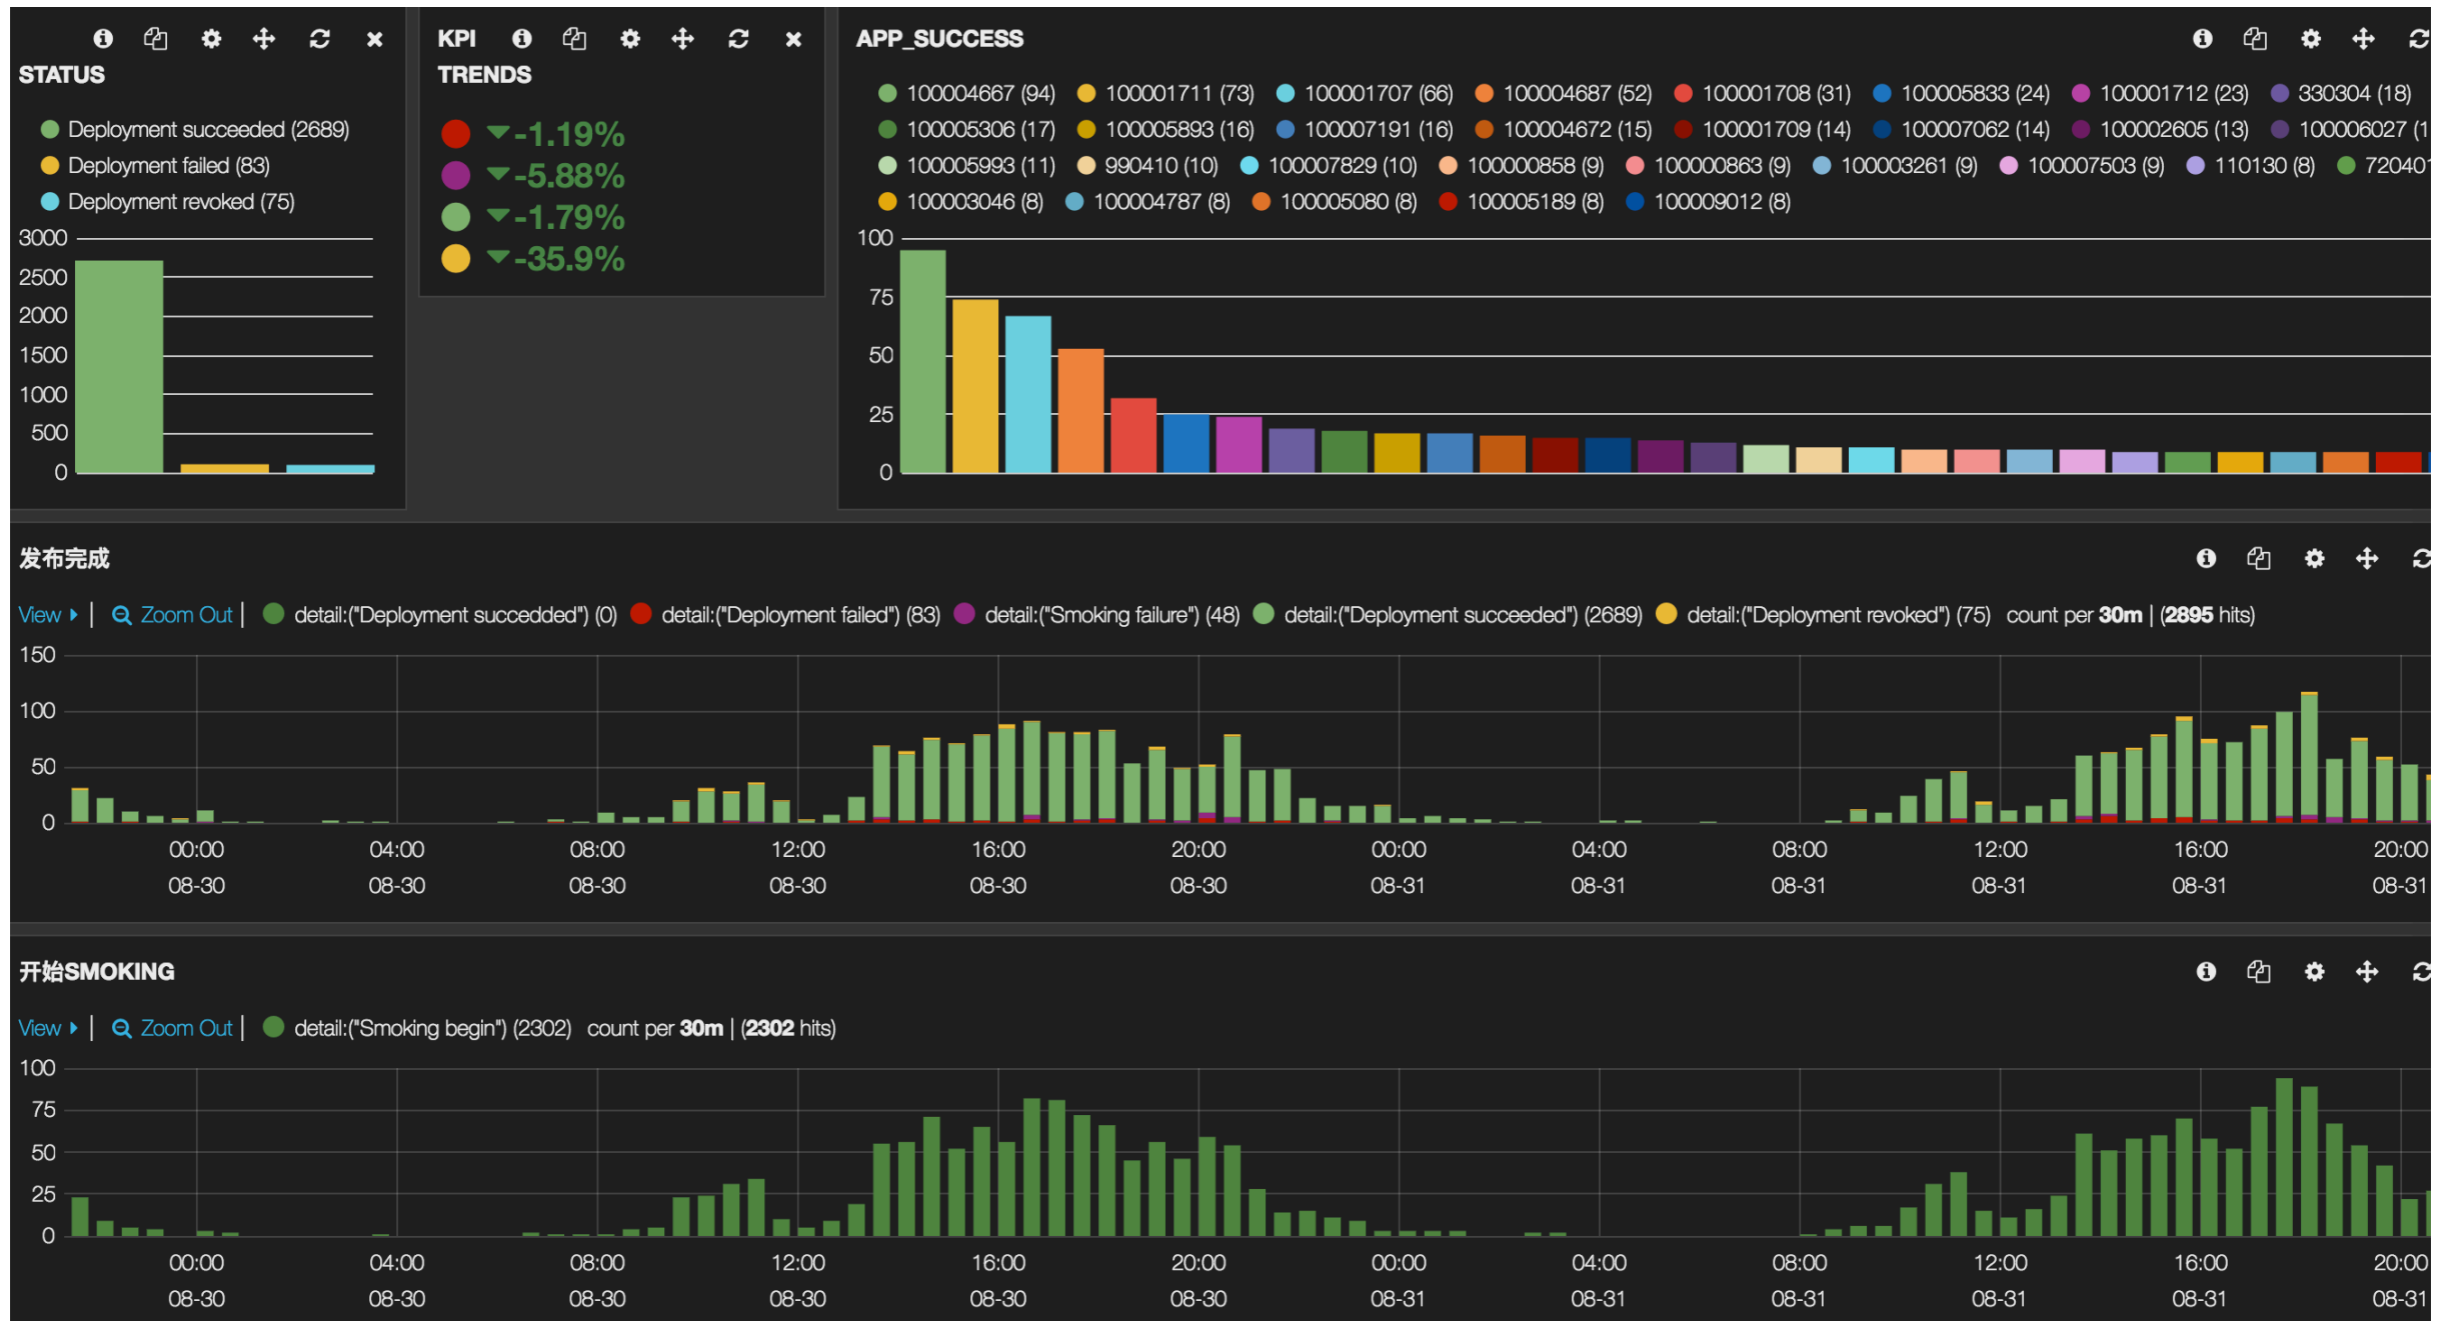 STATUS
Deployment succeeded (2689)
Deployment failed (83)
Deployment revoked (75)
3000
2500
2000
1500
1000
500
0
KPI
TRENDS
-1.19%
-5.88%
-1.79%
-35.9%
APP_SUCCESS
100004667 (94) 100001711 (73) 100001707 (66) 100004687 (52) 100001708 (31) 100005833 (24) 100001712 (23) 330304 (18)
100005306 (17) 100005893 (16) 100007191 (16) 100004672 (15) 100001709 (14) 100007062 (14) 100002605 (13) 100006027 (1
100005993 (11) 990410 (10) 100007829 (10) 100000858 (9) 100000863 (9) 100003261 (9) 100007503 (9) 110130 (8) 720401
100003046 (8) 100004787 (8) 100005080 (8) 100005189 (8) 100009012 (8)
100
75
50
25
0
发布完成
View | Zoom Out | detail:("Deployment succedded") (0) detail:("Deployment failed") (83) detail:("Smoking failure") (48) detail:("Deployment succeeded") (2689) detail:("Deployment revoked") (75) count per 30m | (2895 hits)
150
100
50
0
00:00 04:00 08:00 12:00 16:00 20:00 00:00 04:00 08:00 12:00 16:00 20:00
08-30 08-30 08-30 08-30 08-30 08-30 08-31 08-31 08-31 08-31 08-31 08-31
开始SMOKING
View | Zoom Out | detail:("Smoking begin") (2302) count per 30m | (2302 hits)
100
75
50
25
0
00:00 04:00 08:00 12:00 16:00 20:00 00:00 04:00 08:00 12:00 16:00 20:00
08-30 08-30 08-30 08-30 08-30 08-30 08-31 08-31 08-31 08-31 08-31 08-31